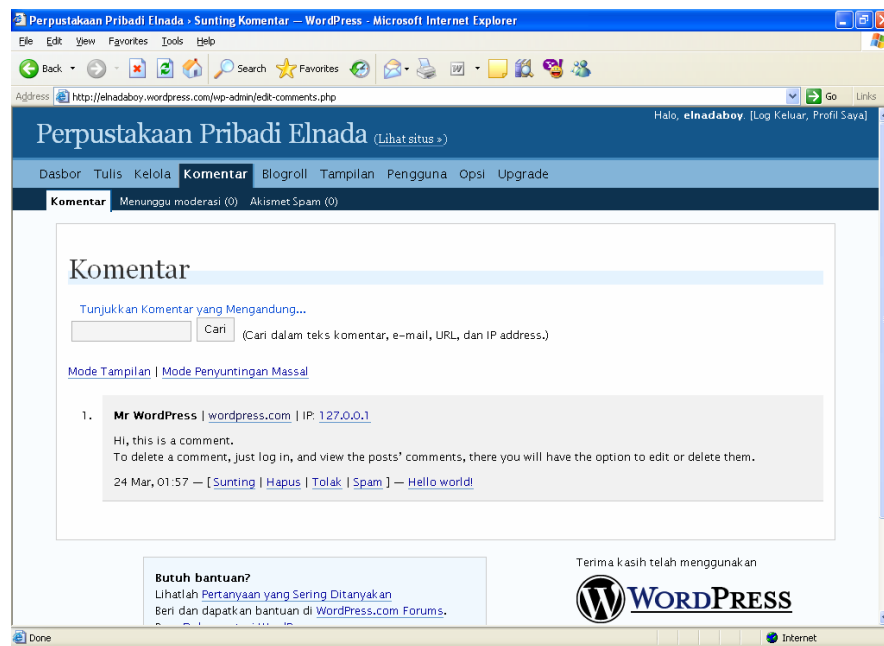 Perpustakaan Pribadi Elnada › Sunting Komentar — WordPress - Microsoft Internet Explorer
File Edit View Favorites Tools Help
Back Search Favorites
Address http://elnadaboy.wordpress.com/wp-admin/edit-comments.php Go Links
Halo, elnadaboy. [Log Keluar, Profil Saya]
Perpustakaan Pribadi Elnada (Lihat situs »)
Dasbor Tulis Kelola Komentar Blogroll Tampilan Pengguna Opsi Upgrade
Komentar Menunggu moderasi (0) Akismet Spam (0)
Komentar
Tunjukkan Komentar yang Mengandung...
Cari (Cari dalam teks komentar, e-mail, URL, dan IP address.)
Mode Tampilan | Mode Penyuntingan Massal
1. Mr WordPress | wordpress.com | IP: 127.0.0.1
Hi, this is a comment.
To delete a comment, just log in, and view the posts' comments, there you will have the option to edit or delete them.
24 Mar, 01:57 — [ Sunting | Hapus | Tolak | Spam ] — Hello world!
Butuh bantuan?
Lihatlah Pertanyaan yang Sering Ditanyakan
Beri dan dapatkan bantuan di WordPress.com Forums.
Terima kasih telah menggunakan
WORDPRESS
Done Internet